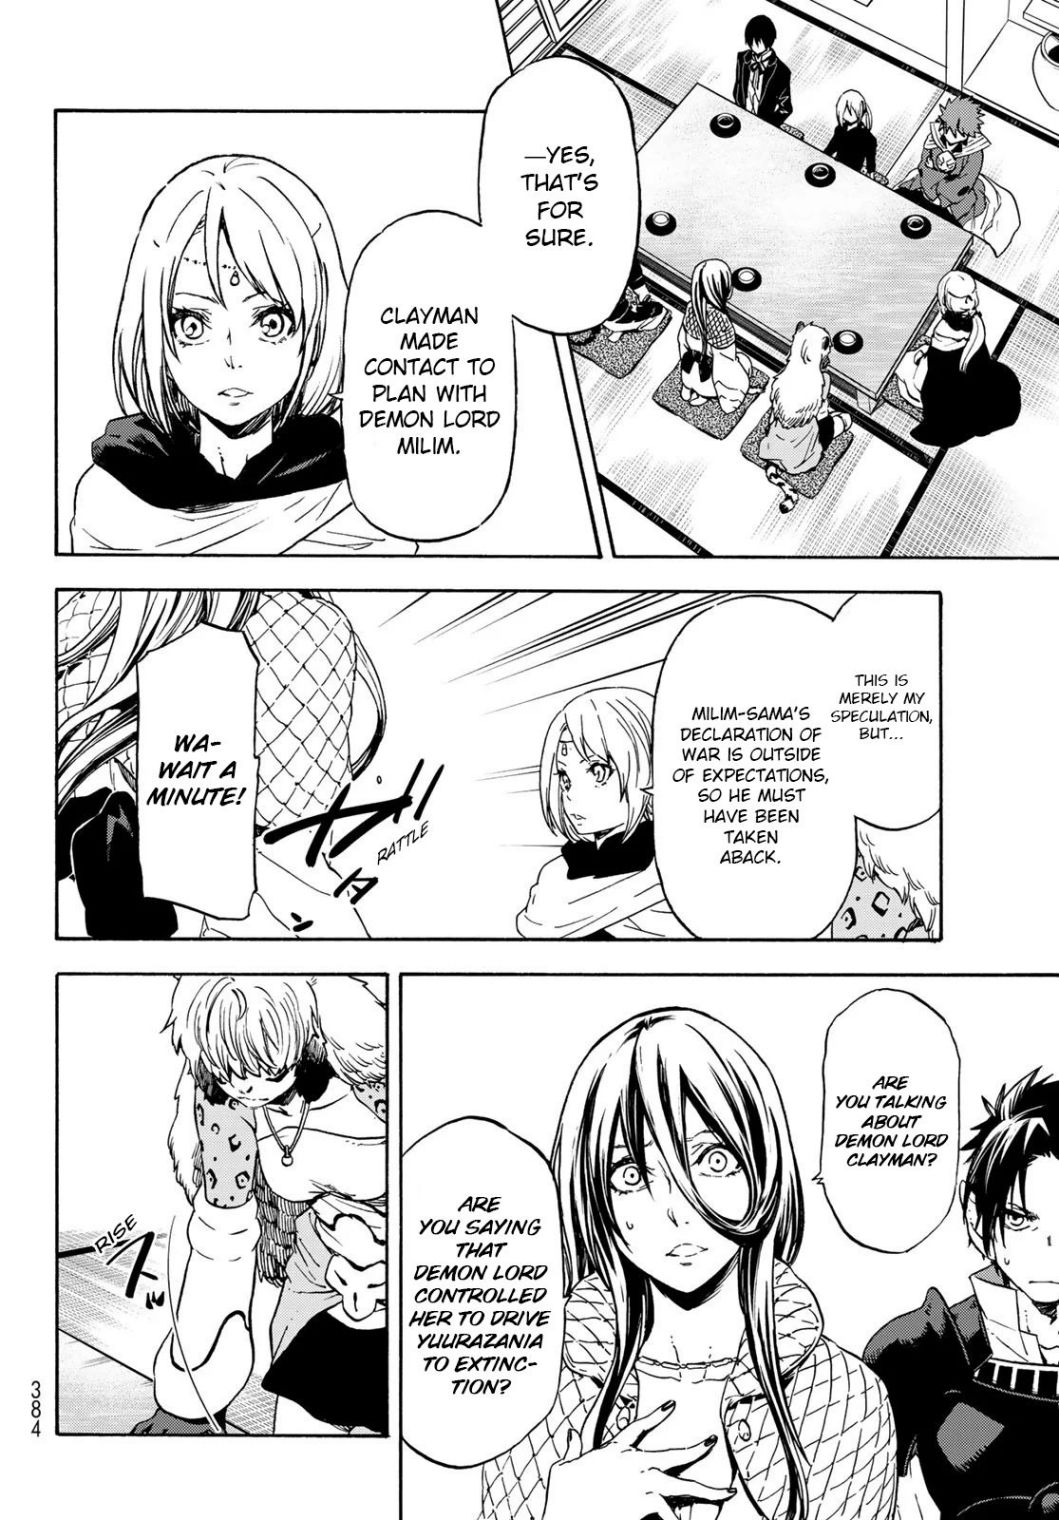 —YES,
THAT'S
FOR
SURE.
CLAYMAN
MADE
CONTACT TO
PLAN WITH
DEMON LORD
MILIM.
THIS IS
MERELY MY
SPECULATION,
BUT...
MILIM-SAMA'S
DECLARATION OF
WAR IS OUTSIDE
OF EXPECTATIONS,
SO HE MUST
HAVE BEEN
TAKEN
ABACK.
ガタッ
RATTLE
WA-
WAIT A
MINUTE!
ARE
YOU TALKING
ABOUT
DEMON LORD
CLAYMAN?
ARE
YOU SAYING
THAT
DEMON LORD
CONTROLLED
HER TO DRIVE
YUURAZANIA
TO EXTINC-
TION?
RISE
384